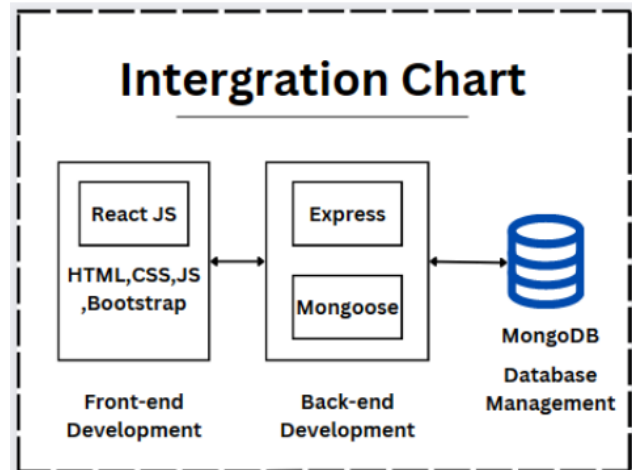 Intergration Chart
React JS
HTML,CSS,JS
,Bootstrap
Front-end
Development
Express
Mongoose
Back-end
Development
MongoDB
Database
Management